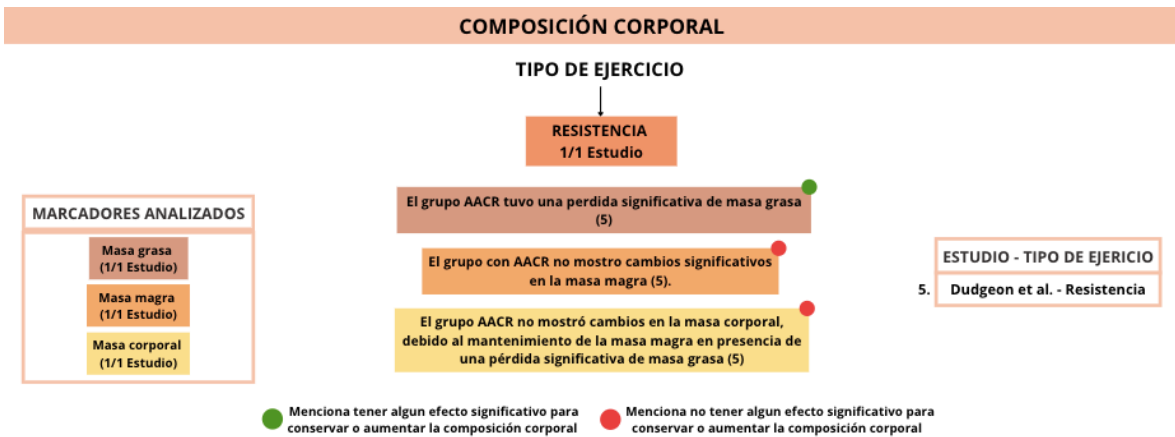 COMPOSICIÓN CORPORAL
TIPO DE EJERCICIO
RESISTENCIA
1/1 Estudio
MARCADORES ANALIZADOS
Masa grasa
(1/1 Estudio)
Masa magra
(1/1 Estudio)
Masa corporal
(1/1 Estudio)
El grupo AACR tuvo una perdida significativa de masa grasa
(5)
El grupo con AACR no mostro cambios significativos
en la masa magra (5).
El grupo AACR no mostró cambios en la masa corporal,
debido al mantenimiento de la masa magra en presencia de
una pérdida significativa de masa grasa (5)
ESTUDIO - TIPO DE EJERICIO
5. Dudgeon et al. - Resistencia
Menciona tener algun efecto significativo para
conservar o aumentar la composición corporal
Menciona no tener algun efecto significativo para
conservar o aumentar la composición corporal